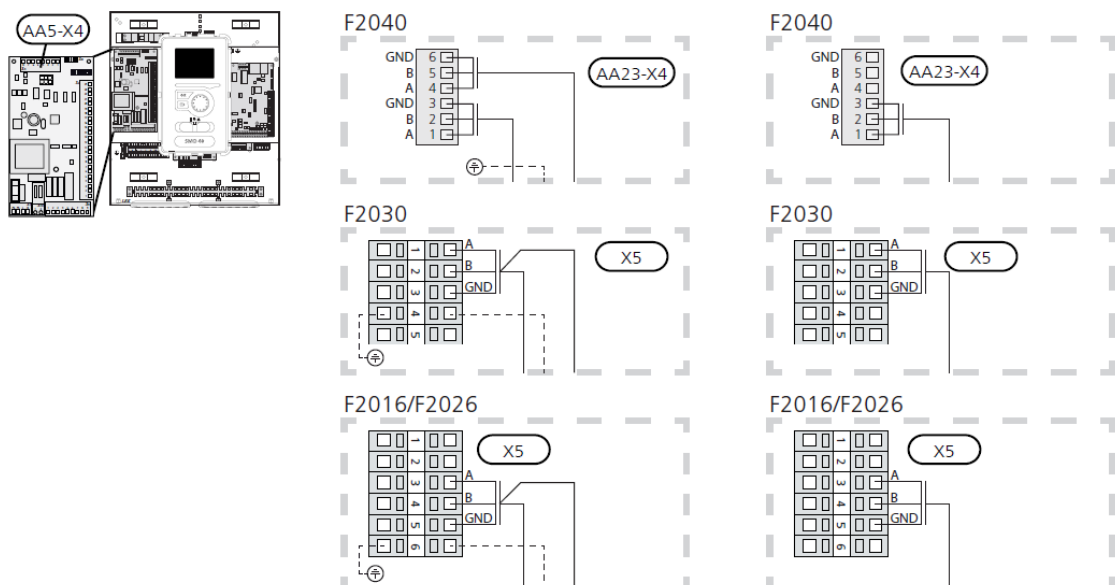 AA5-X4
SMO 40
F2040
GND 6
B 5
A 4
GND 3
B 2
A 1
AA23-X4
F2040
GND 6
B 5
A 4
GND 3
B 2
A 1
AA23-X4
F2030
1 A
2 B
3 GND
4
5
X5
F2030
1 A
2 B
3 GND
4
5
X5
F2016/F2026
1
2
3 A
4 B
5 GND
6
X5
F2016/F2026
1
2
3 A
4 B
5 GND
6
X5